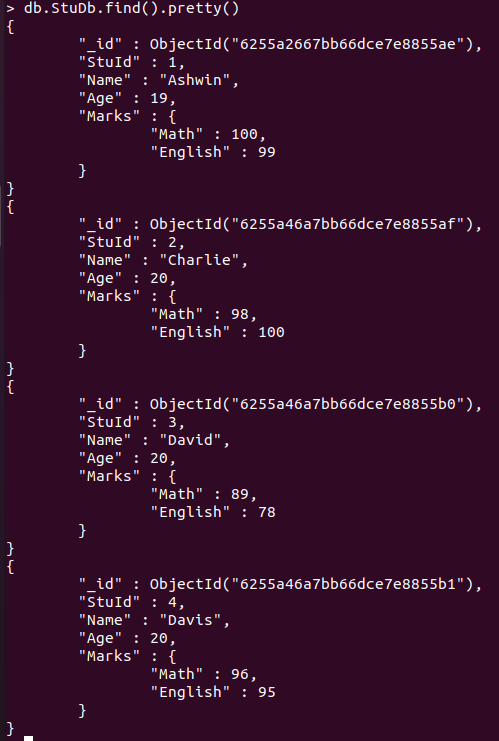 > db.StuDb.find().pretty()
{
        "_id" : ObjectId("6255a2667bb66dce7e8855ae"),
        "StuId" : 1,
        "Name" : "Ashwin",
        "Age" : 19,
        "Marks" : {
                "Math" : 100,
                "English" : 99
        }
}
{
        "_id" : ObjectId("6255a46a7bb66dce7e8855af"),
        "StuId" : 2,
        "Name" : "Charlie",
        "Age" : 20,
        "Marks" : {
                "Math" : 98,
                "English" : 100
        }
}
{
        "_id" : ObjectId("6255a46a7bb66dce7e8855b0"),
        "StuId" : 3,
        "Name" : "David",
        "Age" : 20,
        "Marks" : {
                "Math" : 89,
                "English" : 78
        }
}
{
        "_id" : ObjectId("6255a46a7bb66dce7e8855b1"),
        "StuId" : 4,
        "Name" : "Davis",
        "Age" : 20,
        "Marks" : {
                "Math" : 96,
                "English" : 95
        }
}